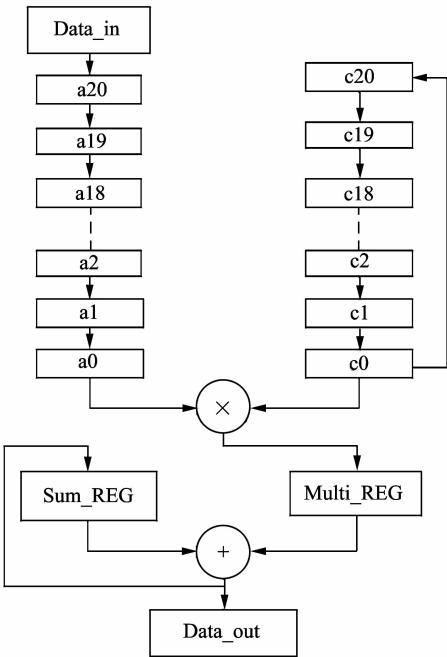 Data_in
a20
a19
a18
a2
a1
a0
c20
c19
c18
c2
c1
c0
×
Sum_REG
Multi_REG
+
Data_out